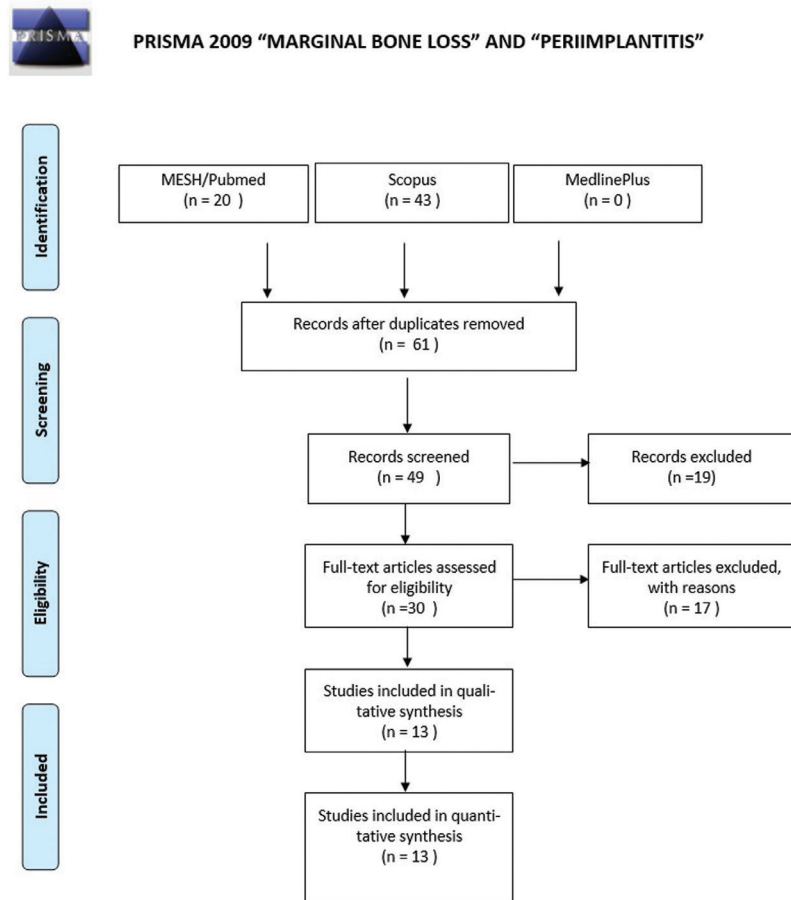 PRISMA
PRISMA 2009 “MARGINAL BONE LOSS” AND “PERIIMPLANTITIS”
Identification
MESH/Pubmed
(n = 20 )
Scopus
(n = 43 )
MedlinePlus
(n = 0 )
Records after duplicates removed
(n = 61 )
Screening
Records screened
(n = 49 )
Records excluded
(n =19)
Eligibility
Full-text articles assessed
for eligibility
(n =30 )
Full-text articles excluded,
with reasons
(n = 17 )
Studies included in quali-
tative synthesis
(n = 13 )
Included
Studies included in quanti-
tative synthesis
(n = 13 )